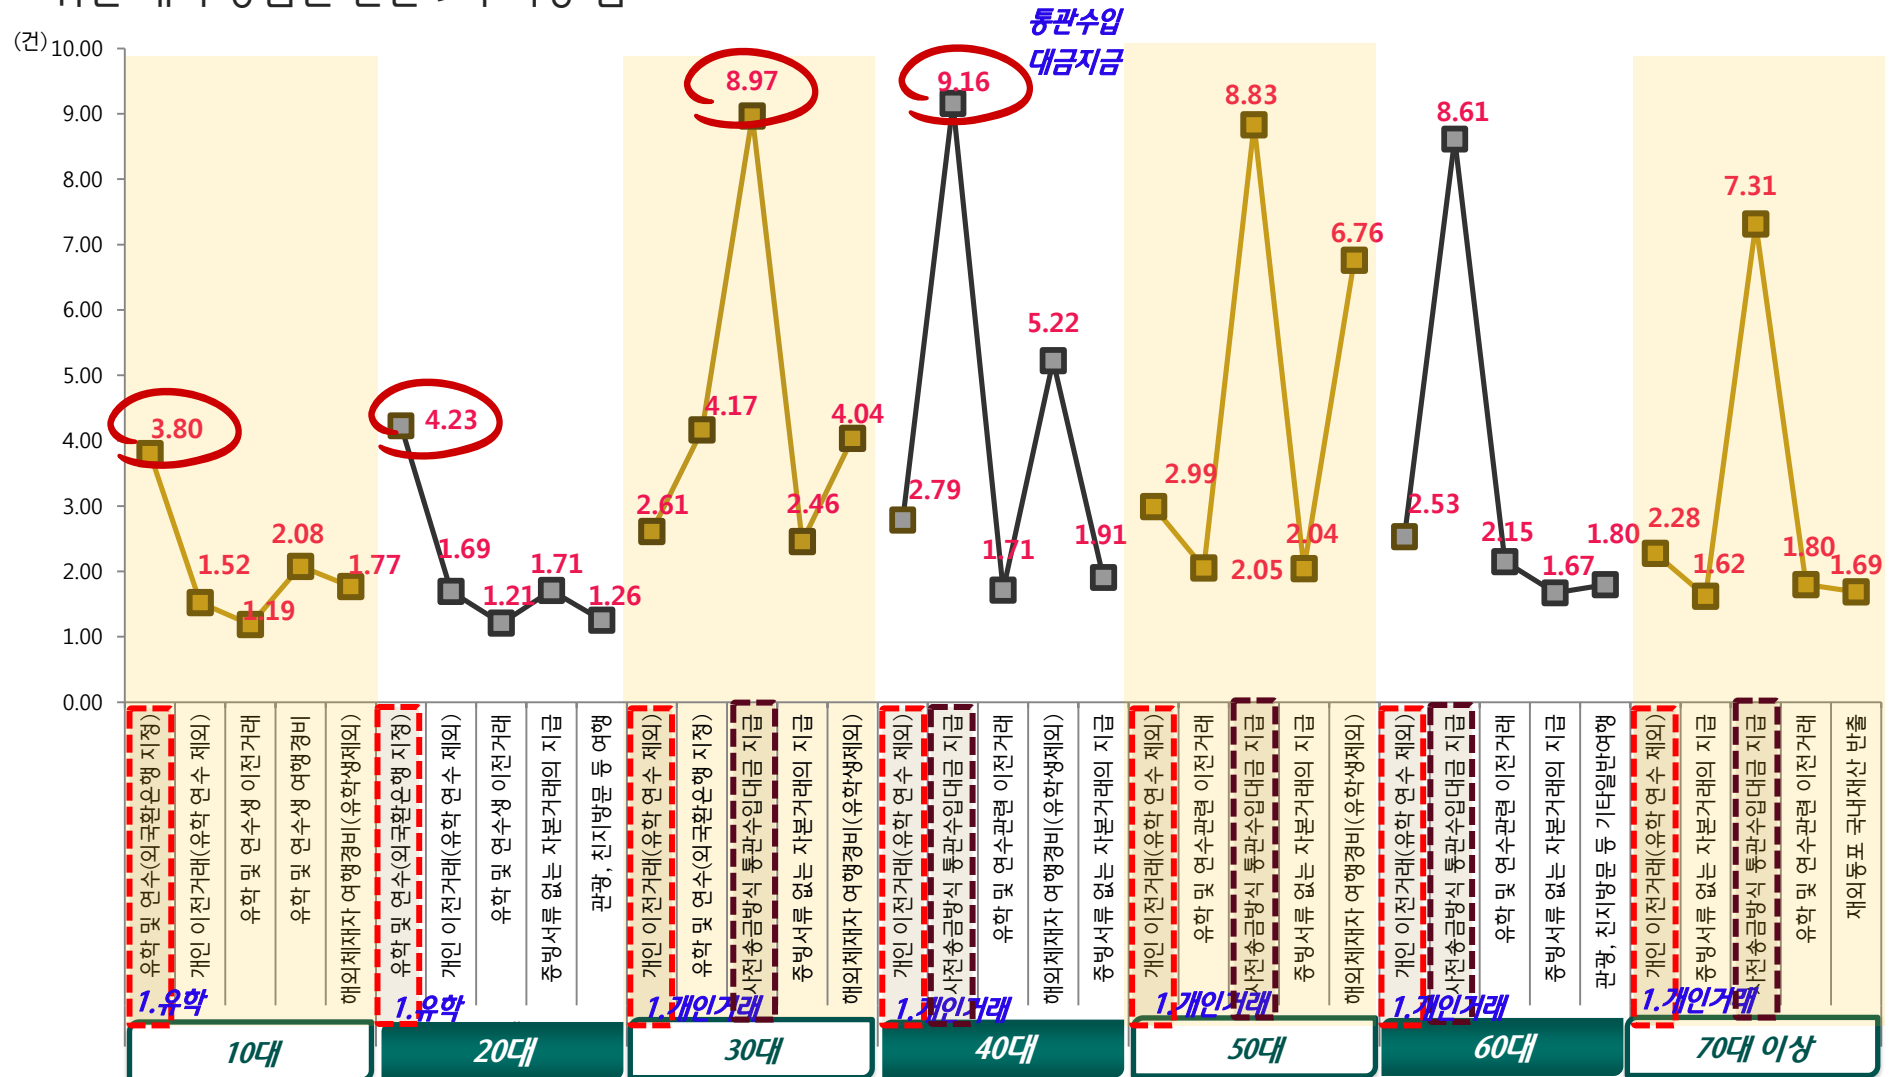 (건)
통관수입
대금지급
10.00
9.00
8.00
7.00
6.00
5.00
4.00
3.00
2.00
1.00
0.00
3.80
1.52
1.19
2.08
1.77
4.23
1.69
1.21
1.71
1.26
2.61
4.17
8.97
2.46
4.04
2.79
9.16
1.71
5.22
1.91
2.99
2.05
8.83
2.04
6.76
2.53
8.61
2.15
1.67
1.80
2.28
1.62
7.31
1.80
1.69
유학 및 연수(외국환은행 지정)
개인 이전거래(유학 연수 제외)
유학 및 연수생 이전거래
유학 및 연수생 여행경비
해외체재자 여행경비(유학생제외)
유학 및 연수(외국환은행 지정)
개인 이전거래(유학 연수 제외)
유학 및 연수생 이전거래
증빙서류 없는 자본거래의 지급
관광, 친지방문 등 여행
개인 이전거래(유학 연수 제외)
유학 및 연수(외국환은행 지정)
사전송금방식 통관수입대금 지급
증빙서류 없는 자본거래의 지급
해외체재자 여행경비(유학생제외)
개인 이전거래(유학 연수 제외)
사전송금방식 통관수입대금 지급
유학 및 연수관련 이전거래
해외체재자 여행경비(유학생제외)
증빙서류 없는 자본거래의 지급
개인 이전거래(유학 연수 제외)
유학 및 연수관련 이전거래
사전송금방식 통관수입대금 지급
증빙서류 없는 자본거래의 지급
해외체재자 여행경비(유학생제외)
개인 이전거래(유학 연수 제외)
사전송금방식 통관수입대금 지급
유학 및 연수관련 이전거래
증빙서류 없는 자본거래의 지급
관광, 친지방문 등 기타일반여행
개인 이전거래(유학 연수 제외)
증빙서류 없는 자본거래의 지급
사전송금방식 통관수입대금 지급
유학 및 연수관련 이전거래
재외동포 국내재산 반출
1.유학
1.유학
1.개인거래
1.개인거래
1.개인거래
1.개인거래
1.개인거래
10대
20대
30대
40대
50대
60대
70대 이상